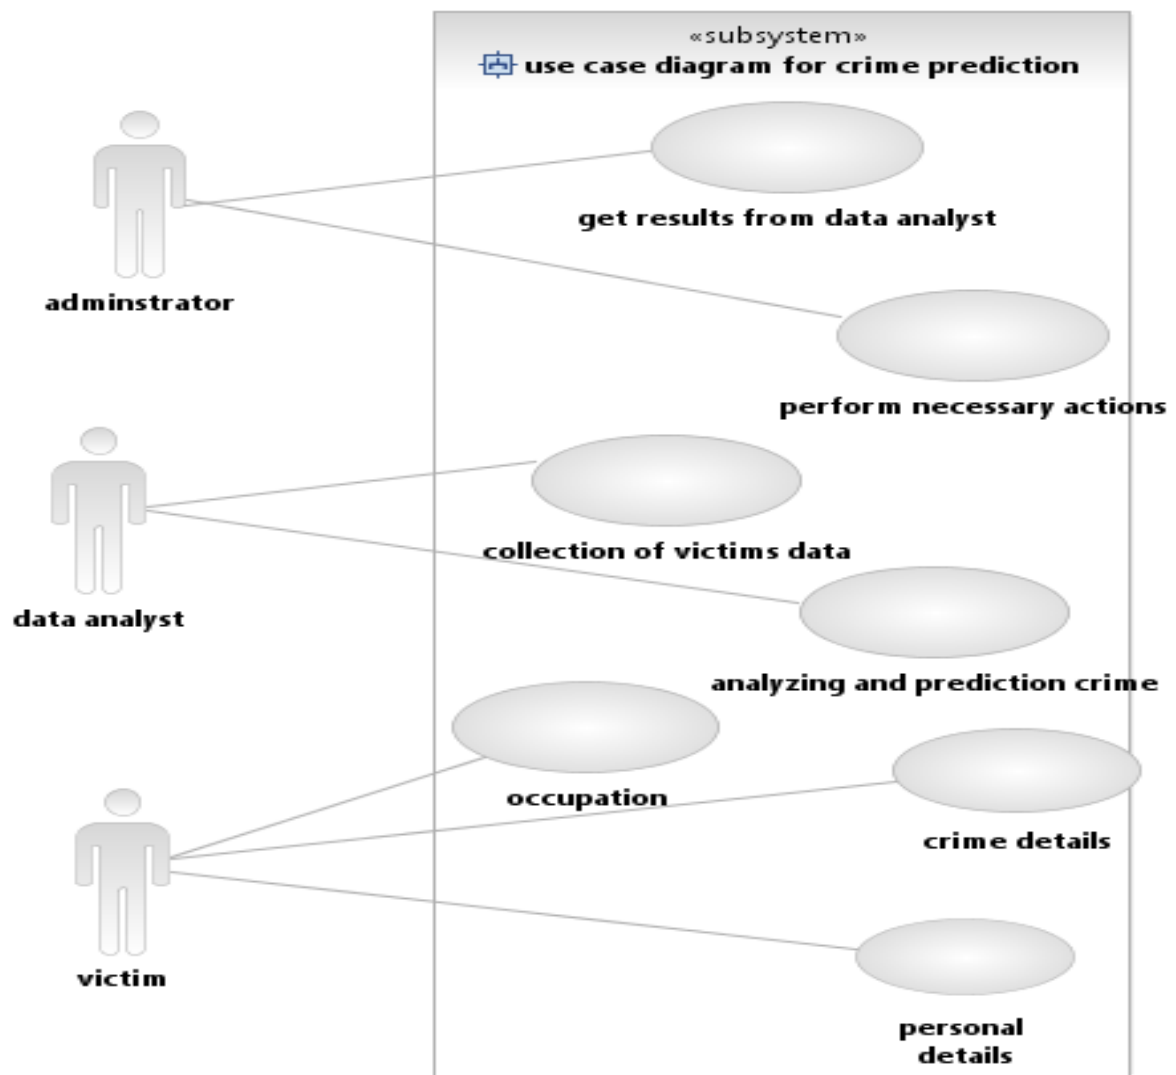 «subsystem»
use case diagram for crime prediction
get results from data analyst
adminstrator
perform necessary actions
collection of victims data
data analyst
analyzing and prediction crime
occupation
crime details
victim
personal
details